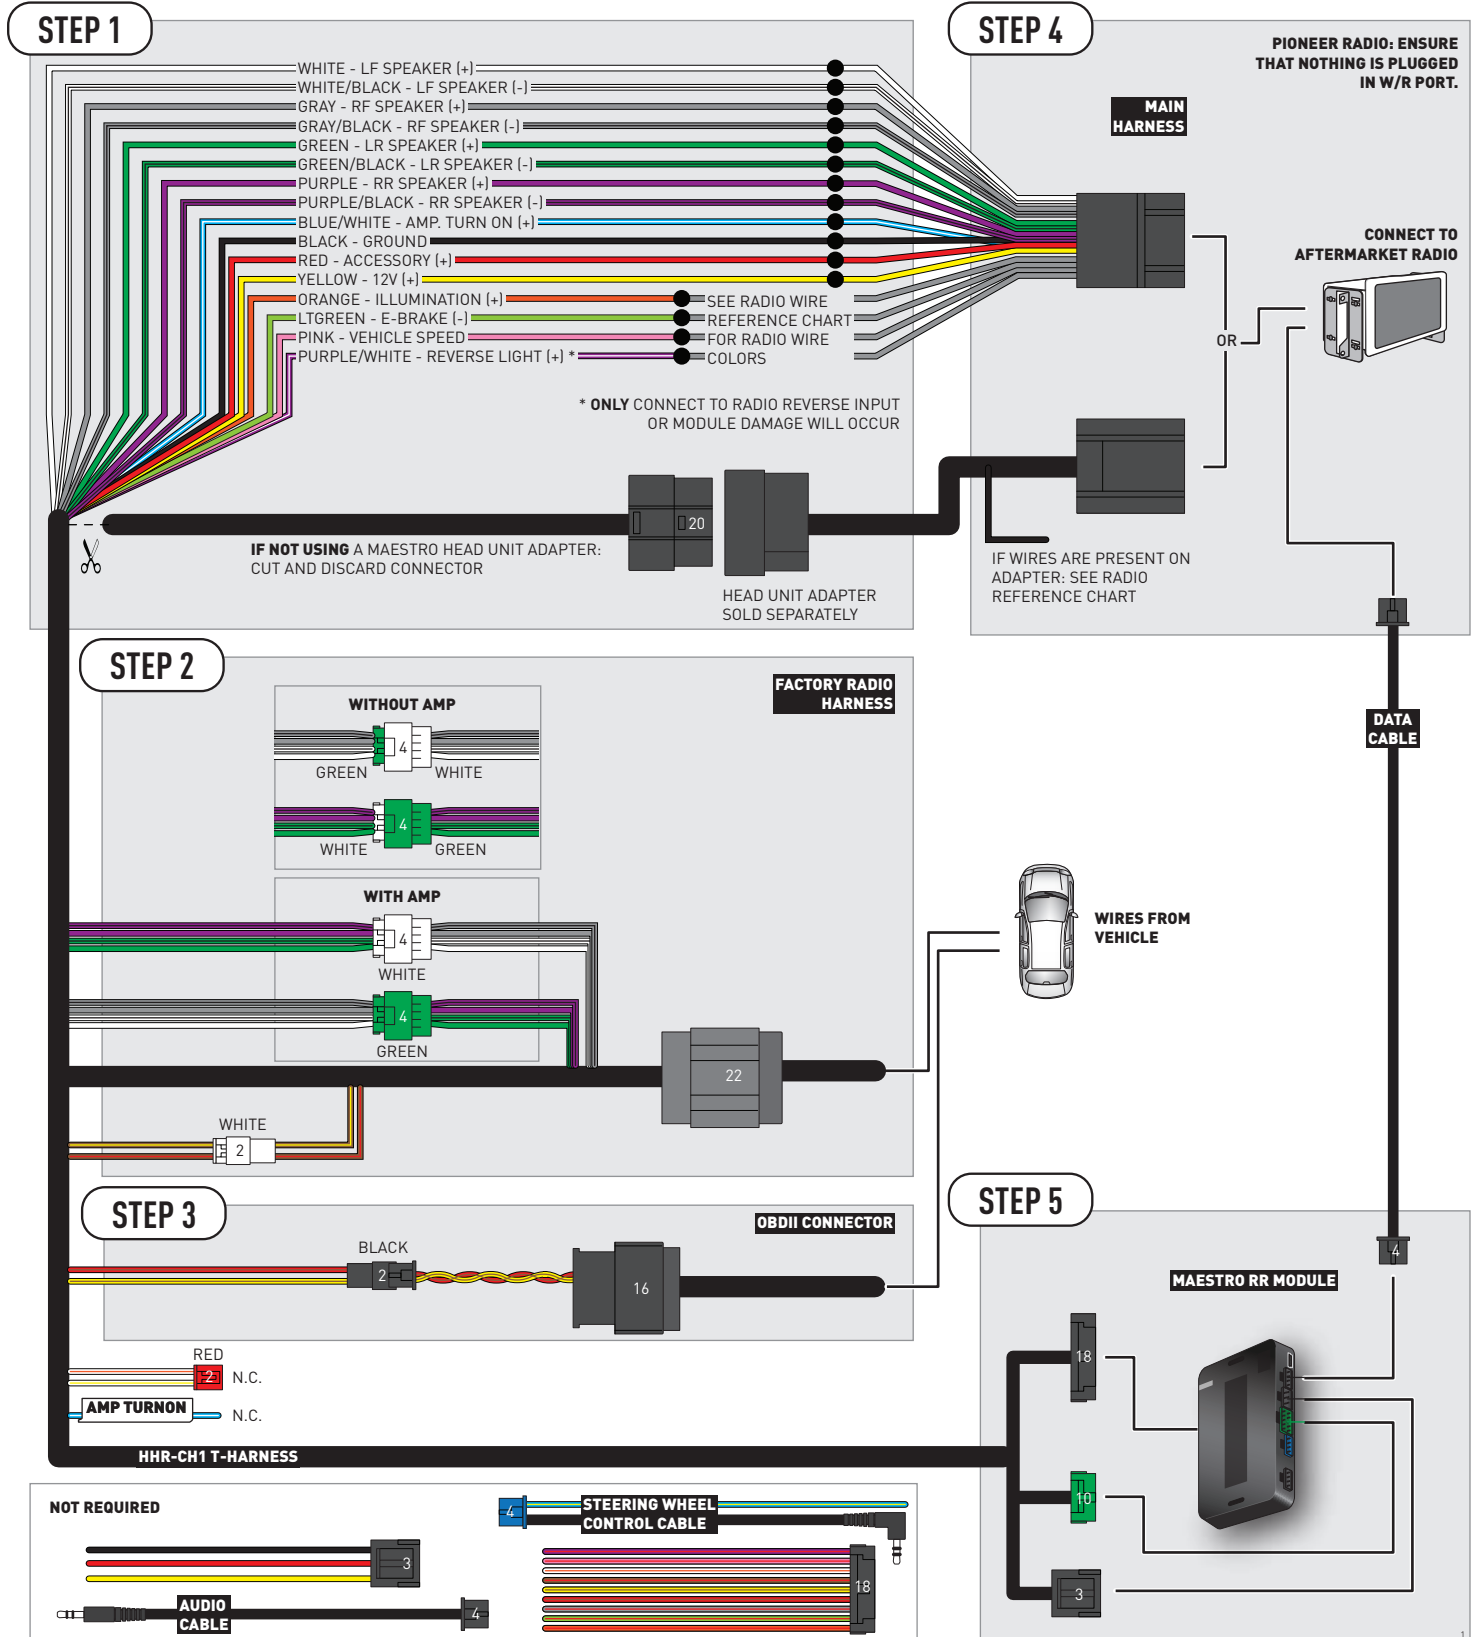 STEP 1
WHITE - LF SPEAKER (+)
WHITE/BLACK - LF SPEAKER (-)
GRAY - RF SPEAKER (+)
GRAY/BLACK - RF SPEAKER (-)
GREEN - LR SPEAKER (+)
GREEN/BLACK - LR SPEAKER (-)
PURPLE - RR SPEAKER (+)
PURPLE/BLACK - RR SPEAKER (-)
BLUE/WHITE - AMP. TURN ON (+)
BLACK - GROUND
RED - ACCESSORY (+)
YELLOW - 12V (+)
ORANGE - ILLUMINATION (+)
LTGREEN - E-BRAKE (-)
PINK - VEHICLE SPEED
PURPLE/WHITE - REVERSE LIGHT (+) *
SEE RADIO WIRE
REFERENCE CHART
FOR RADIO WIRE
COLORS
* ONLY CONNECT TO RADIO REVERSE INPUT
OR MODULE DAMAGE WILL OCCUR
20
IF NOT USING A MAESTRO HEAD UNIT ADAPTER:
CUT AND DISCARD CONNECTOR
HEAD UNIT ADAPTER
SOLD SEPARATELY
STEP 4
PIONEER RADIO: ENSURE
THAT NOTHING IS PLUGGED
IN W/R PORT.
MAIN
HARNESS
CONNECT TO
AFTERMARKET RADIO
OR
IF WIRES ARE PRESENT ON
ADAPTER: SEE RADIO
REFERENCE CHART
DATA
CABLE
4
STEP 2
FACTORY RADIO
HARNESS
WITHOUT AMP
4
GREEN
WHITE
4
WHITE
GREEN
WITH AMP
4
WHITE
4
GREEN
22
WHITE
2
WIRES FROM
VEHICLE
STEP 3
OBDII CONNECTOR
BLACK
2
16
RED
2
N.C.
AMP TURNON
N.C.
HHR-CH1 T-HARNESS
STEP 5
MAESTRO RR MODULE
18
10
3
NOT REQUIRED
3
AUDIO
CABLE
4
4
STEERING WHEEL
CONTROL CABLE
18
1